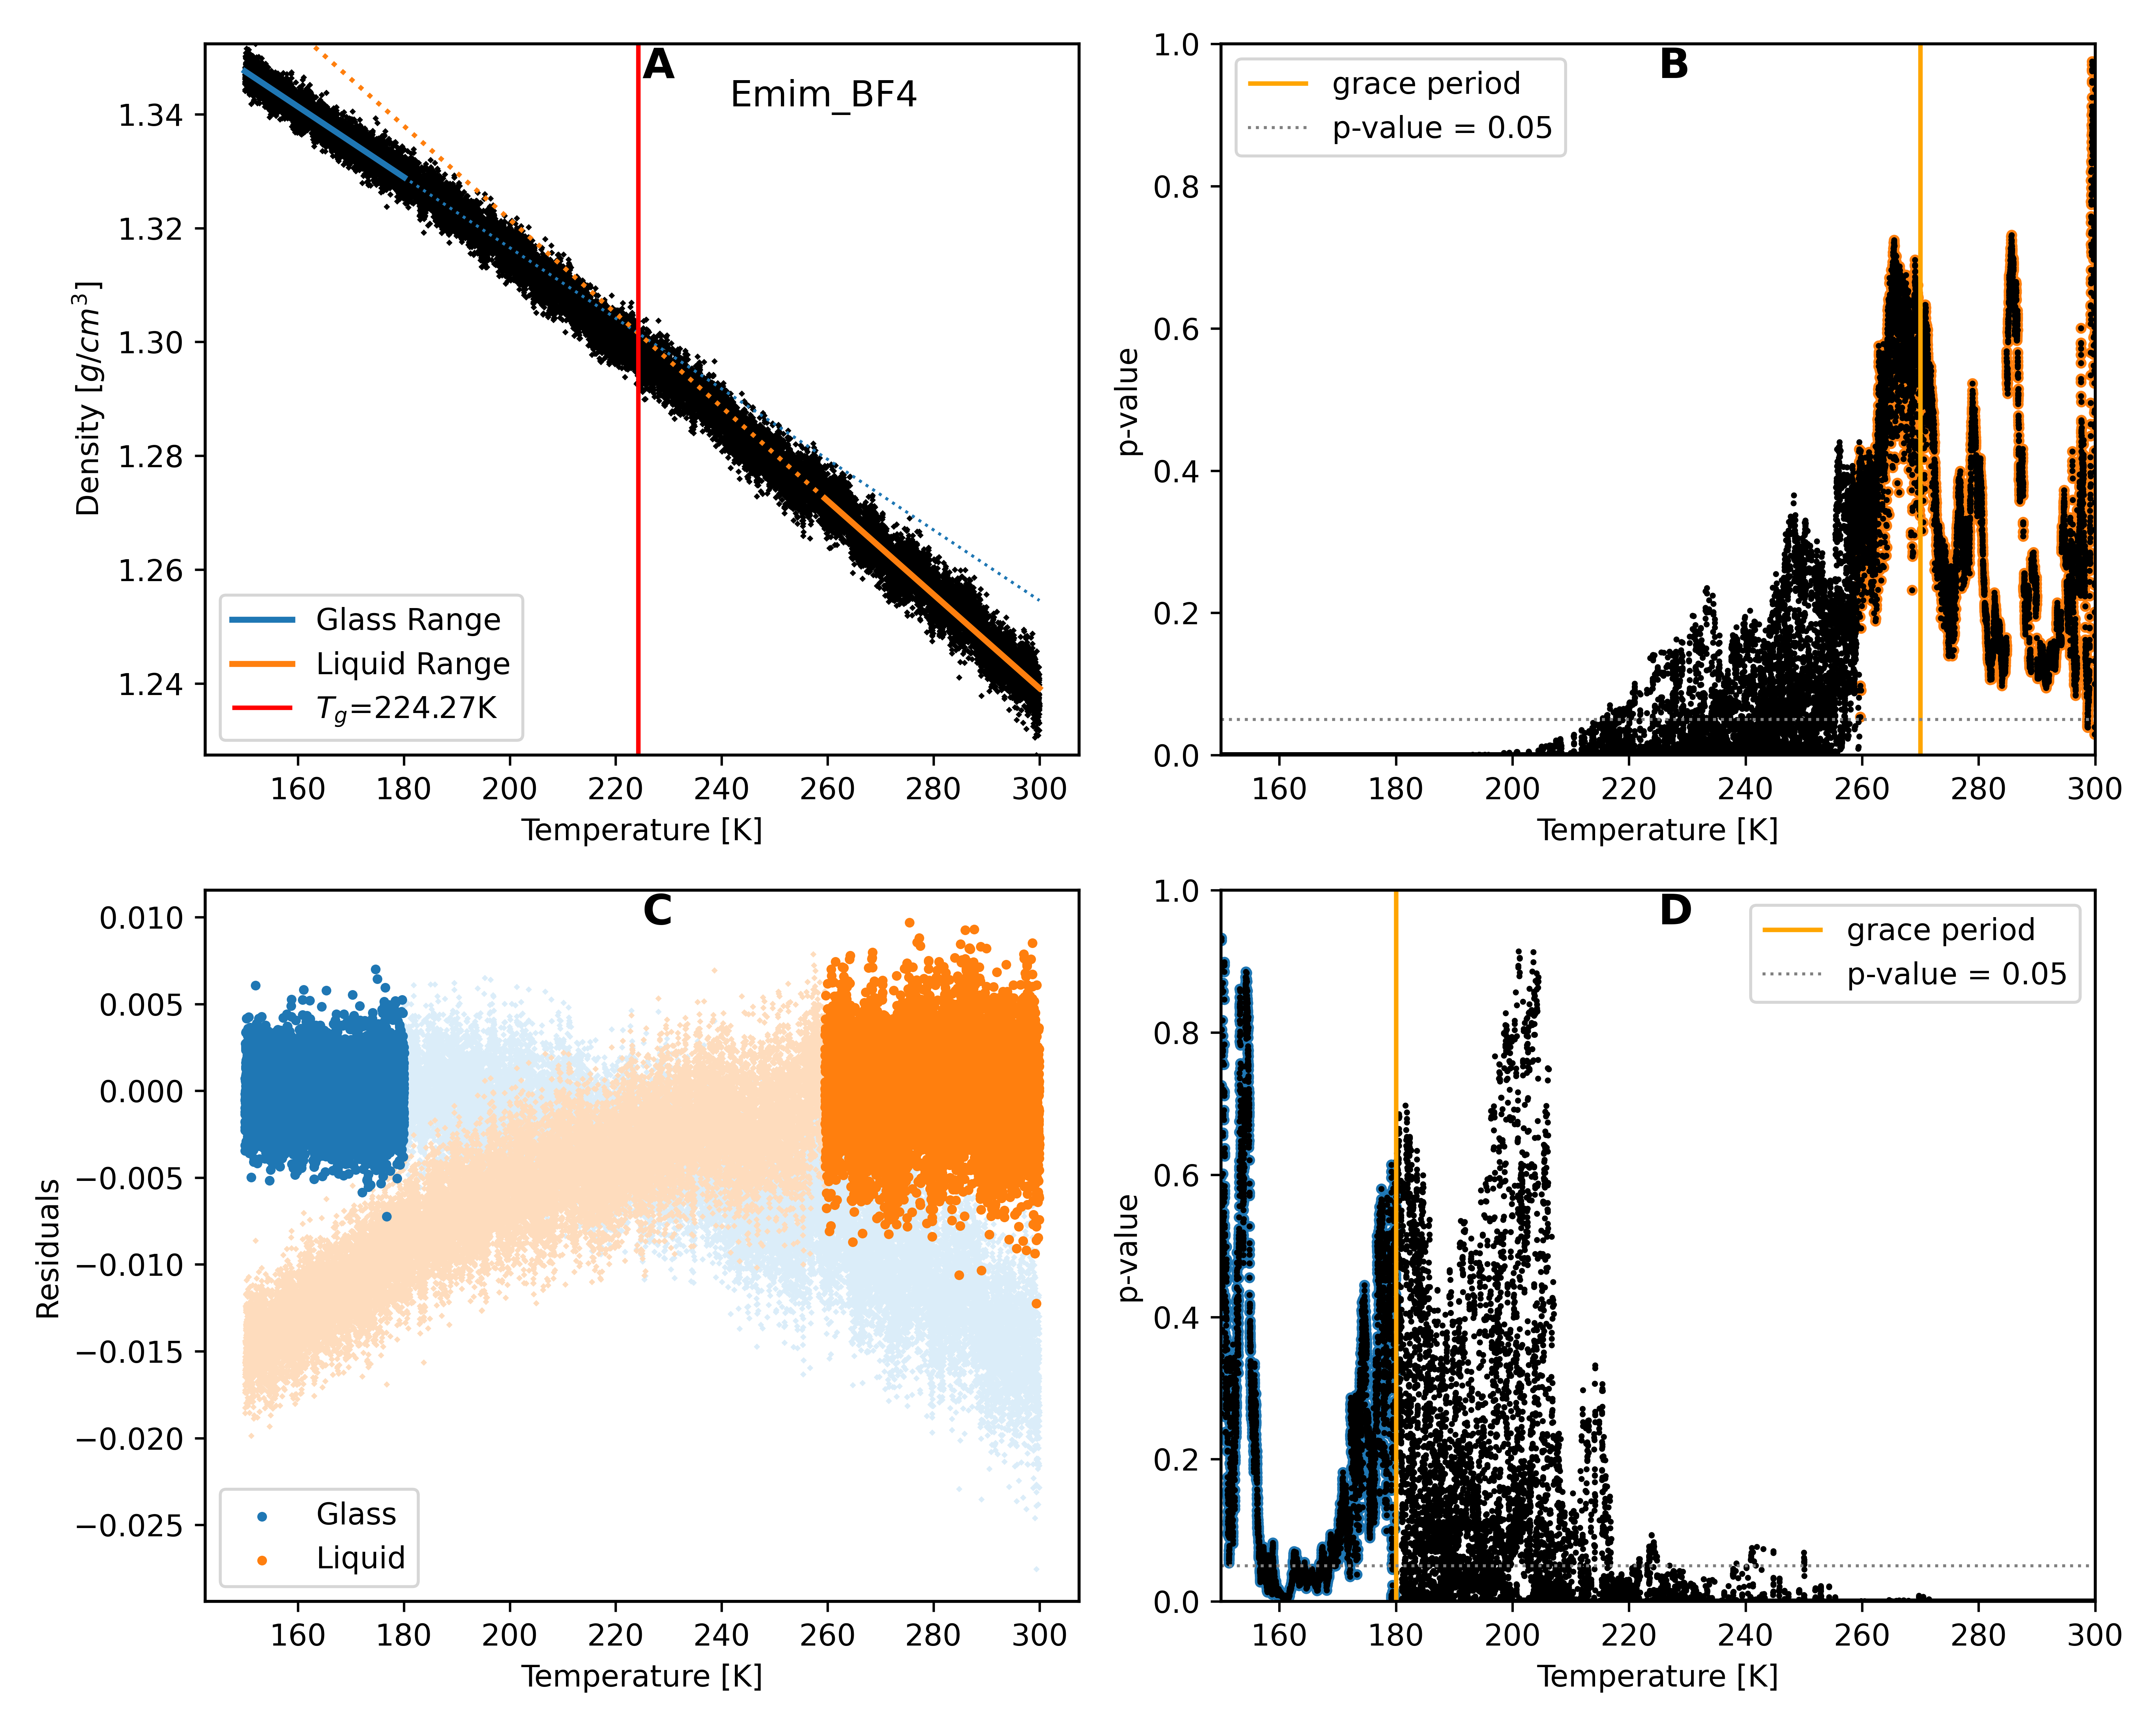 A
Emim_BF4
1.34
1.32
1.30
1.28
1.26
1.24
Density [g/cm³]
Glass Range
Liquid Range
T_g=224.27K
160 180 200 220 240 260 280 300
Temperature [K]
B
grace period
p-value = 0.05
1.0
0.8
0.6
0.4
0.2
0.0
p-value
160 180 200 220 240 260 280 300
Temperature [K]
C
0.010
0.005
0.000
−0.005
−0.010
−0.015
−0.020
−0.025
Residuals
Glass
Liquid
160 180 200 220 240 260 280 300
Temperature [K]
D
grace period
p-value = 0.05
1.0
0.8
0.6
0.4
0.2
0.0
p-value
160 180 200 220 240 260 280 300
Temperature [K]